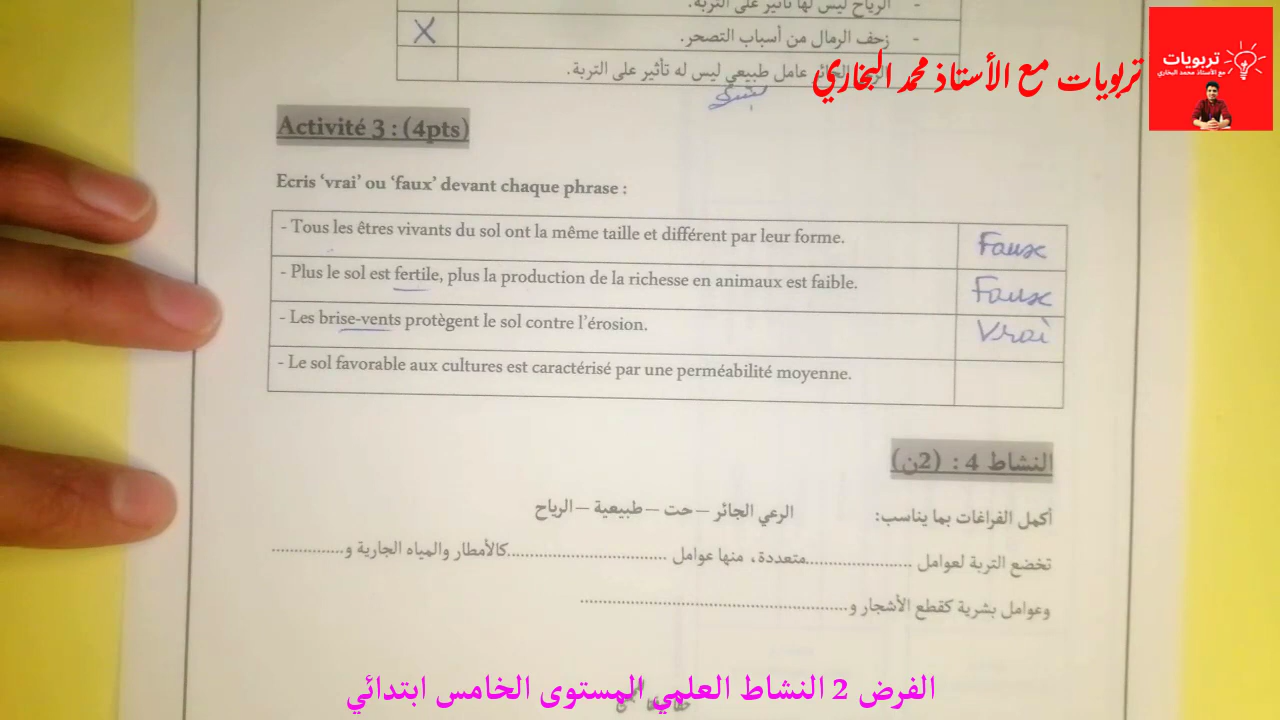 - الرياح ليس لها تأثير على التربة.
- زحف الرمال من أسباب التصحر. X
عامل طبيعي ليس له تأثير على التربة.
تربويات مع الأستاذ محمد البخاري
تربويات
مع الأستاذ محمد البخاري
Activité 3 : (4pts)
Ecris ‘vrai’ ou ‘faux’ devant chaque phrase :
- Tous les êtres vivants du sol ont la même taille et différent par leur forme. Faux
- Plus le sol est fertile, plus la production de la richesse en animaux est faible. Faux
- Les brise-vents protègent le sol contre l’érosion. Vrai
- Le sol favorable aux cultures est caractérisé par une perméabilité moyenne.
النشاط 4 : (2ن)
أكمل الفراغات بما يناسب: الرعي الجائر – حت – طبيعية – الرياح
تخضع التربة لعوامل ........................متعددة، منها عوامل ....................................كالأمطار والمياه الجارية و................
وعوامل بشرية كقطع الأشجار و............................................................
الفرض 2 النشاط العلمي المستوى الخامس ابتدائي